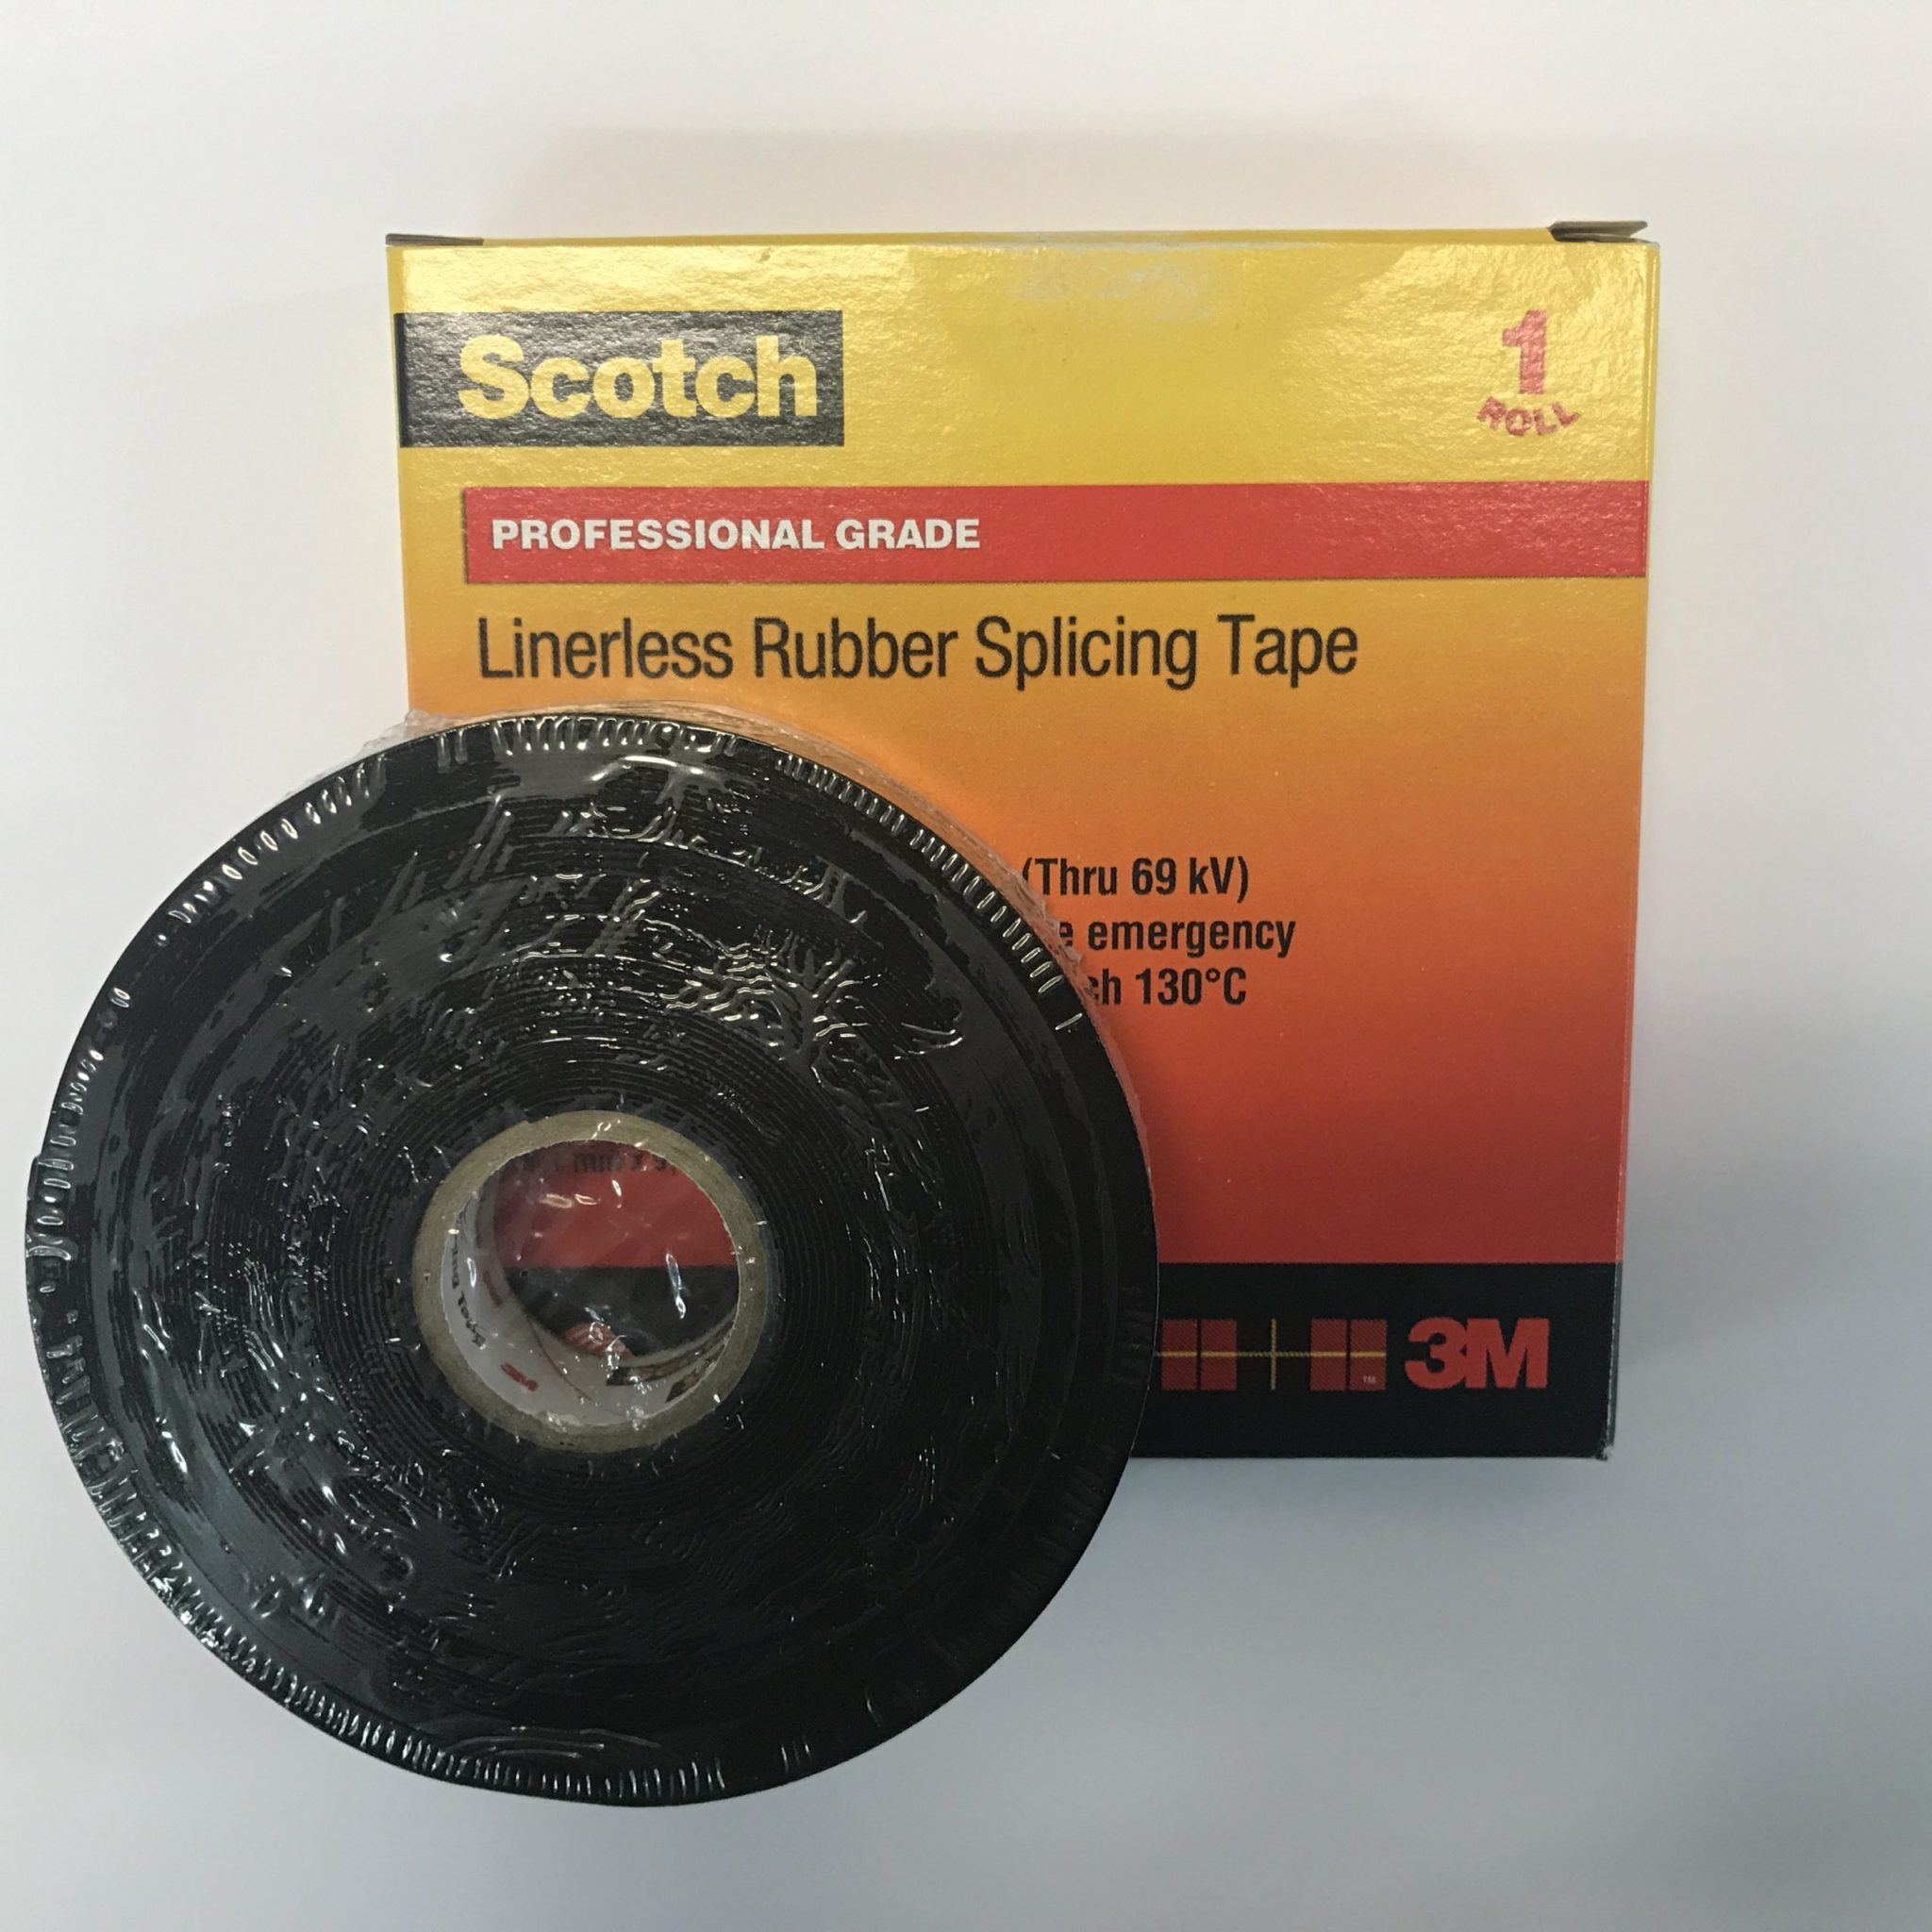 Scotch
1
ROLL
PROFESSIONAL GRADE
Linerless Rubber Splicing Tape
(Thru 69 kV)
emergency
130°C
3M